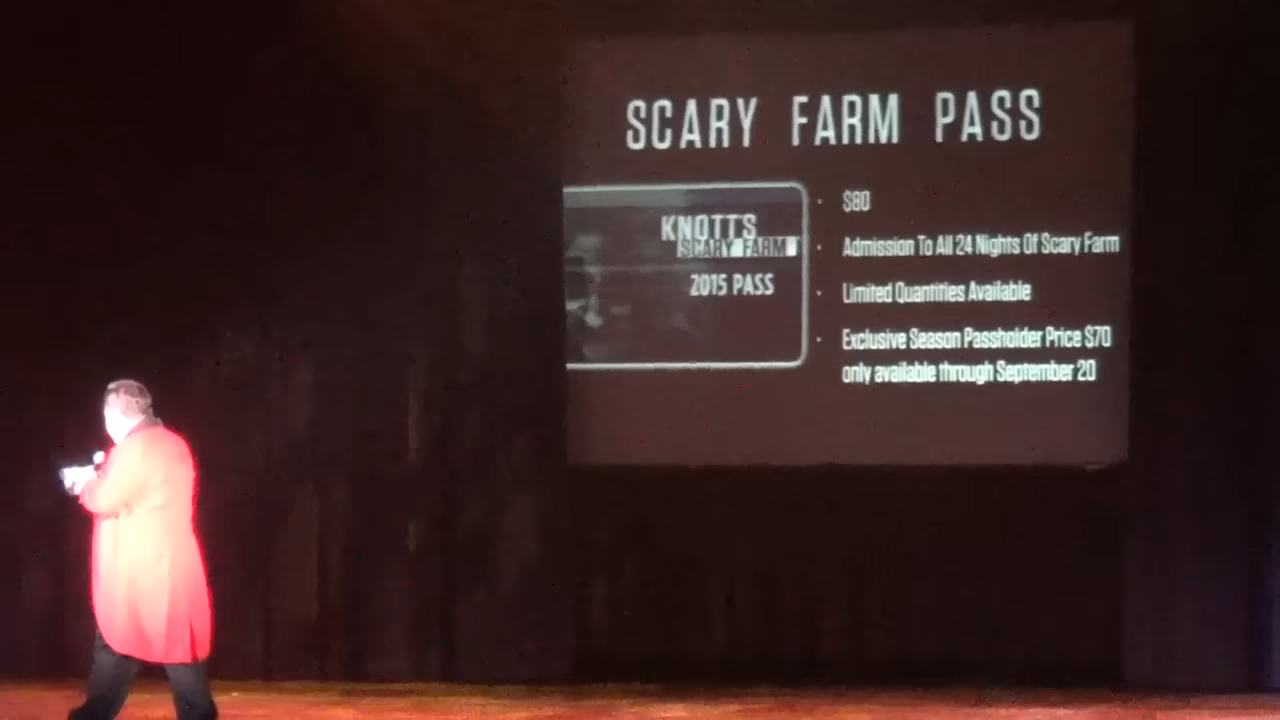 SCARY FARM PASS
KNOTT'S
SCARY FARM
2015 PASS
· $80
· Admission To All 24 Nights Of Scary Farm
· Limited Quantities Available
· Exclusive Season Passholder Price $70
only available through September 20